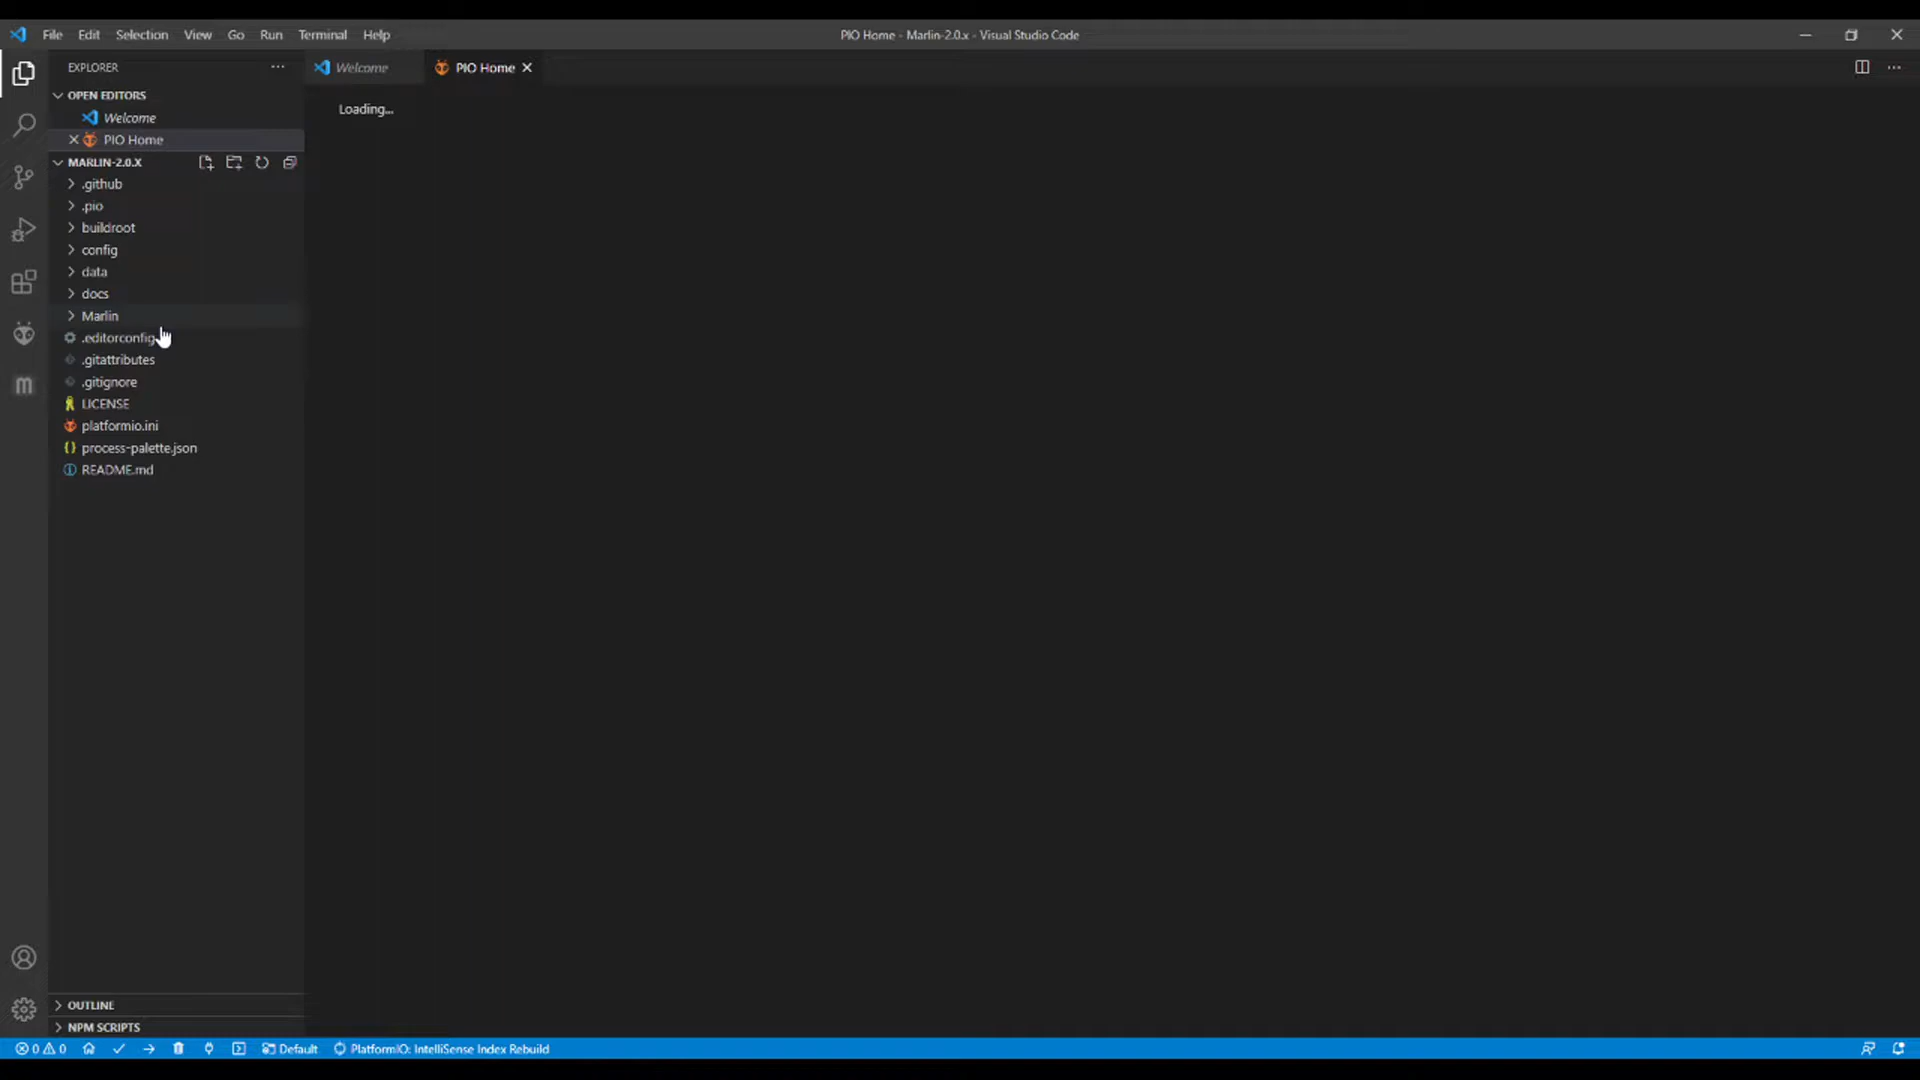 File Edit Selection View Go Run Terminal Help
PIO Home - Marlin-2.0.x - Visual Studio Code
EXPLORER
Welcome
PIO Home
OPEN EDITORS
Welcome
PIO Home
Loading...
MARLIN-2.0.X
.github
.pio
buildroot
config
data
docs
Marlin
.editorconfig
.gitattributes
.gitignore
LICENSE
platformio.ini
process-palette.json
README.md
OUTLINE
NPM SCRIPTS
0 0 Default PlatformIO: IntelliSense Index Rebuild